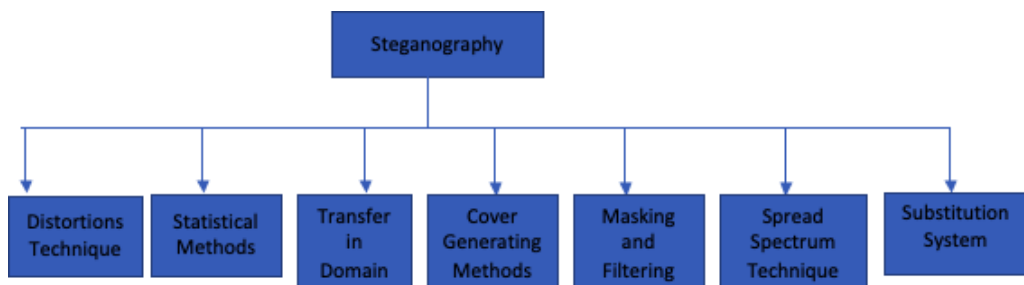 Steganography
Distortions
Technique
Statistical
Methods
Transfer
in
Domain
Cover
Generating
Methods
Masking
and
Filtering
Spread
Spectrum
Technique
Substitution
System